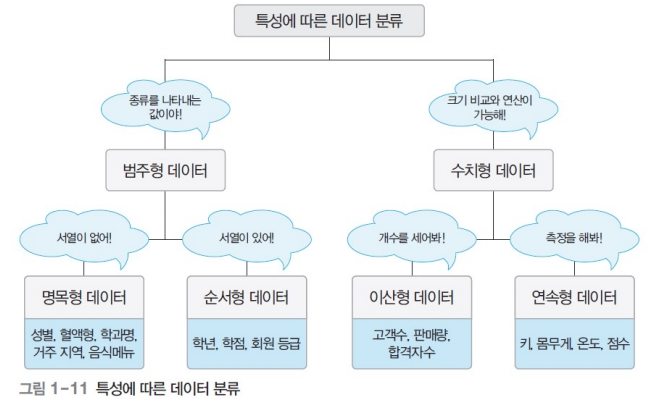 특성에 따른 데이터 분류
종류를 나타내는
값이야!
크기 비교와 연산이
가능해!
범주형 데이터
수치형 데이터
서열이 없어!
서열이 있어!
개수를 세어봐!
측정을 해봐!
명목형 데이터
순서형 데이터
이산형 데이터
연속형 데이터
성별, 혈액형, 학과명,
거주 지역, 음식메뉴
학년, 학점, 회원 등급
고객수, 판매량,
합격자수
키, 몸무게, 온도, 점수
그림 1-11 특성에 따른 데이터 분류